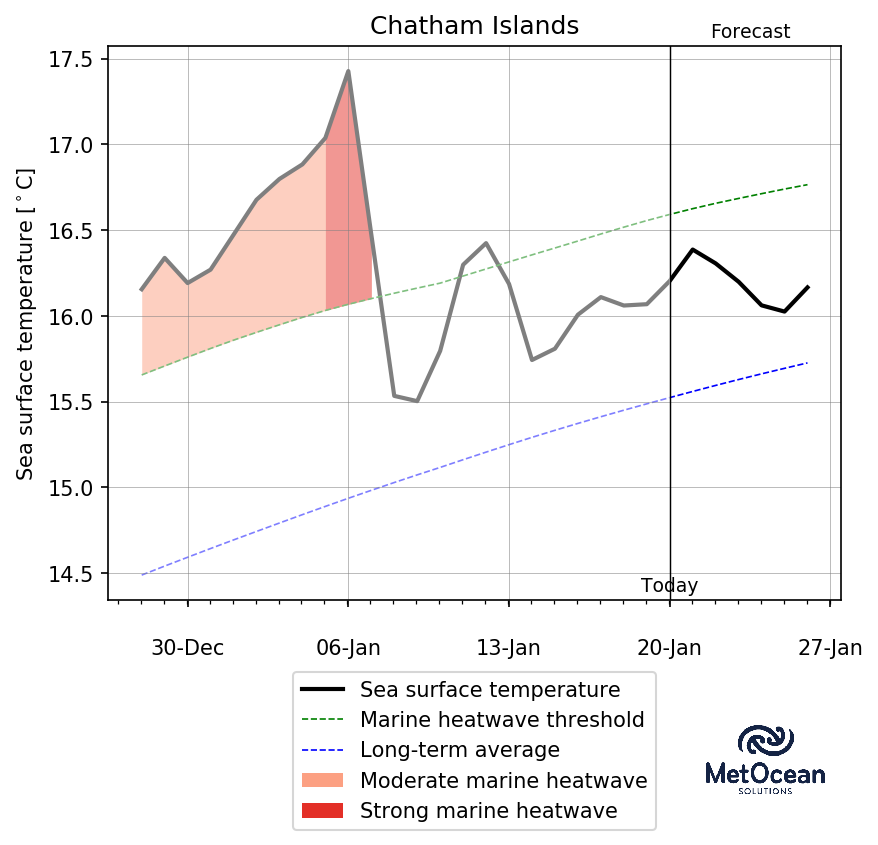 Chatham Islands
Forecast
Sea surface temperature [°C]
17.5
17.0
16.5
16.0
15.5
15.0
14.5
Today
30-Dec 06-Jan 13-Jan 20-Jan 27-Jan
Sea surface temperature
Marine heatwave threshold
Long-term average
Moderate marine heatwave
Strong marine heatwave
MetOcean
SOLUTIONS